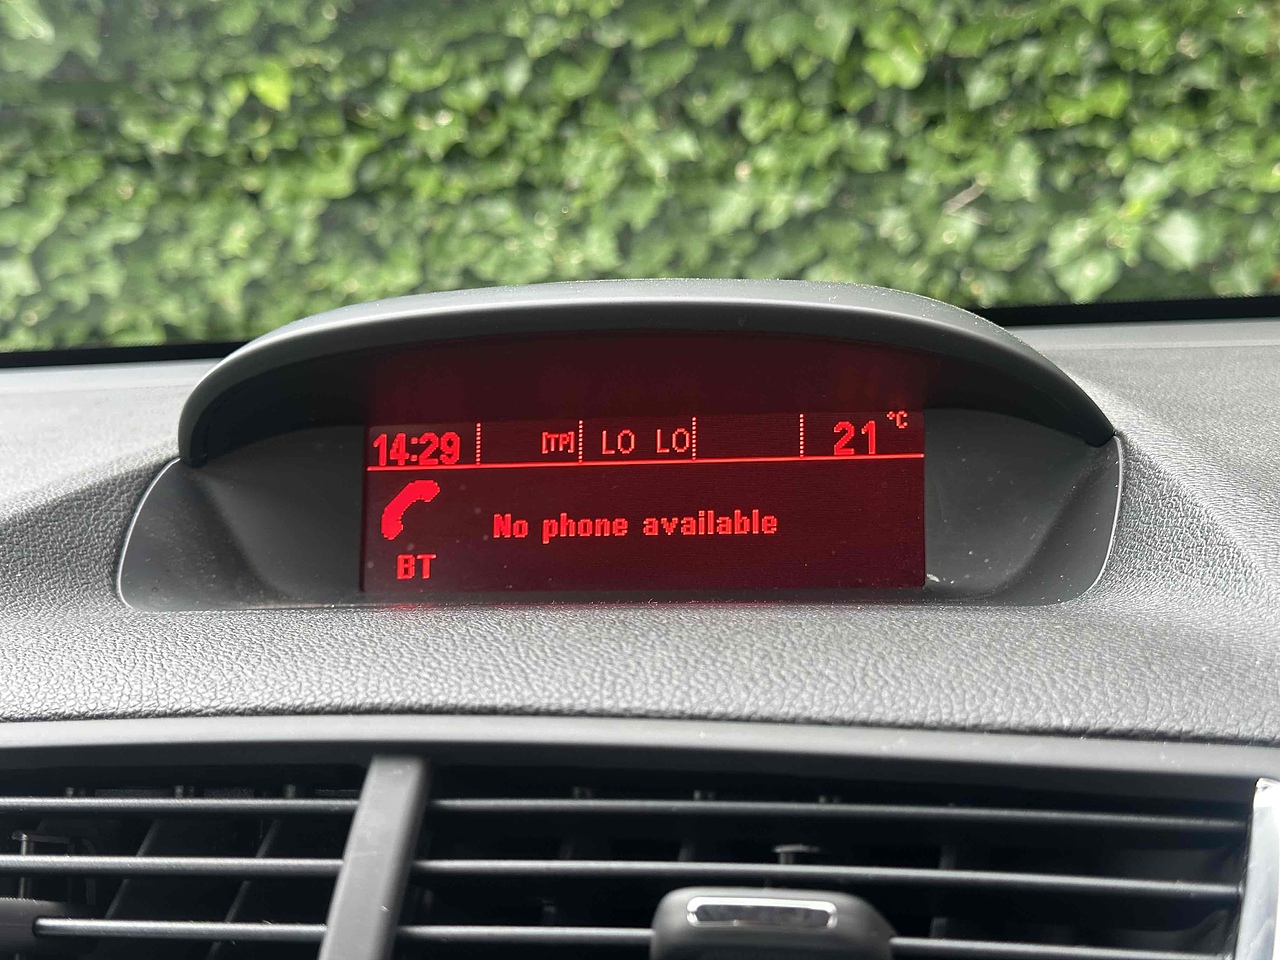 14:29 [TP] LO LO 21 °C
No phone available
BT